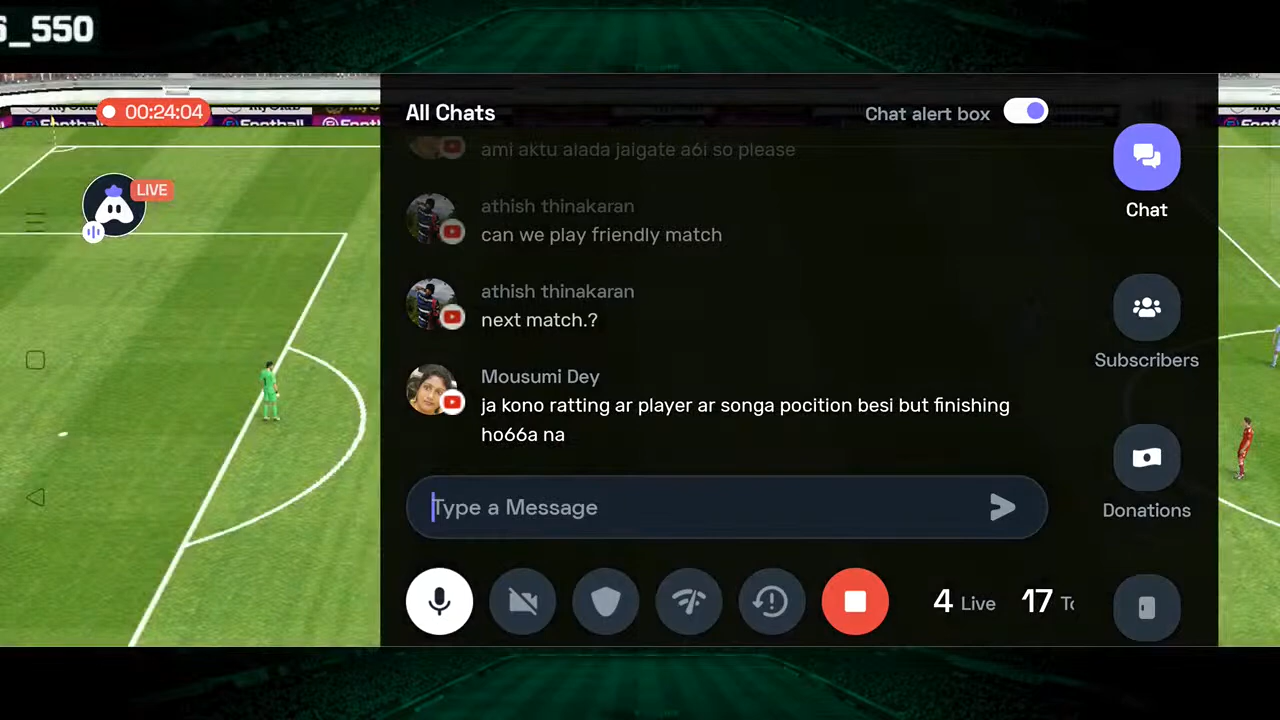 6_550
00:24:04
All Chats
Chat alert box
LIVE
ami aktu alada jaigate a6i so please
Chat
athish thinakaran
can we play friendly match
athish thinakaran
next match.?
Subscribers
Mousumi Dey
ja kono ratting ar player ar songa pocition besi but finishing
ho66a na
Type a Message
Donations
4 Live 17